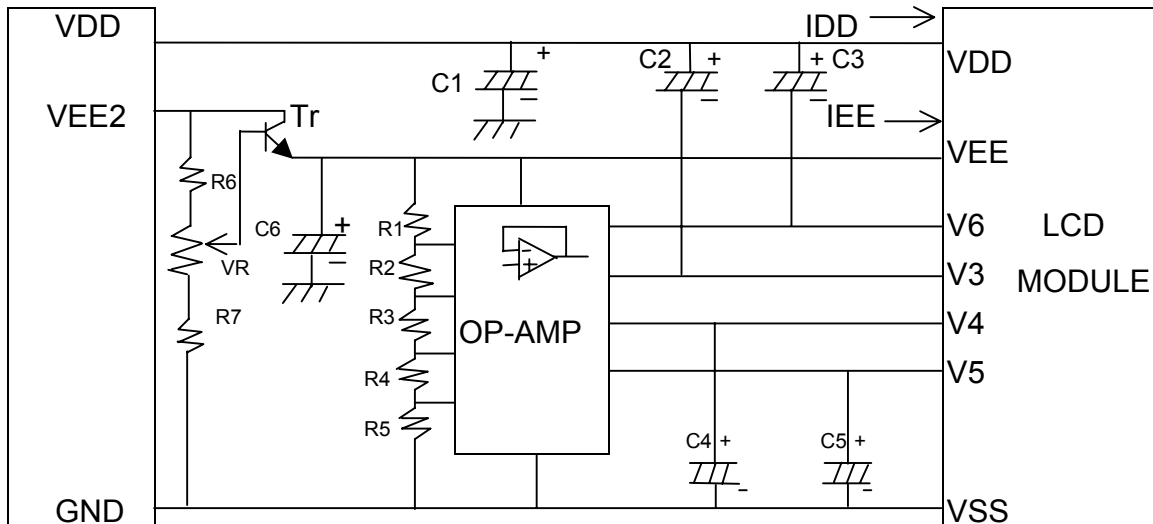 VDD
IDD
+
+
+
C1
C2
C3
VDD
VEE2
Tr
IEE
VEE
R6
C6
+
R1
V6
LCD
VR
R2
V3
MODULE
R7
R3
OP-AMP
V4
R4
V5
R5
C4 +
C5 +
GND
VSS